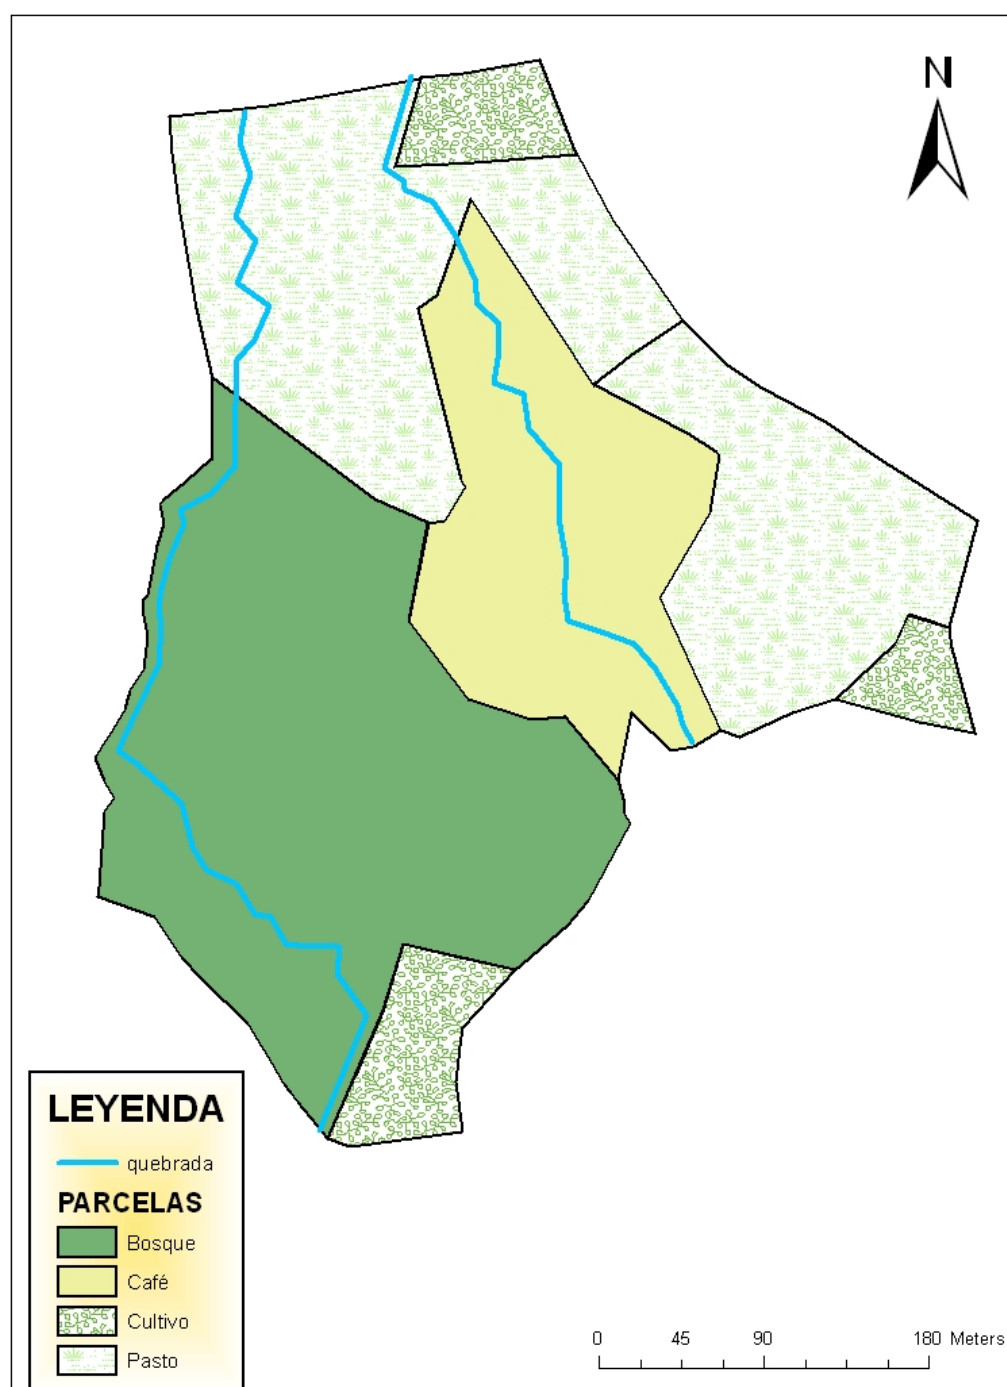 N
LEYENDA
quebrada
PARCELAS
Bosque
Café
Cultivo
Pasto
0 45 90 180 Meters